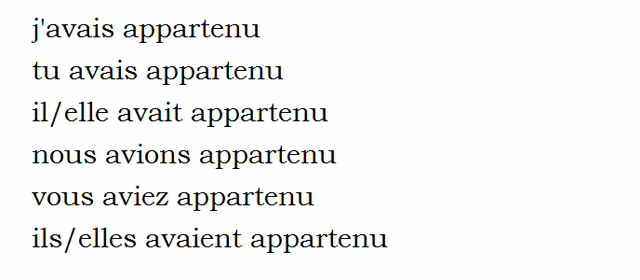 j'avais appartenu
tu avais appartenu
il/elle avait appartenu
nous avions appartenu
vous aviez appartenu
ils/elles avaient appartenu